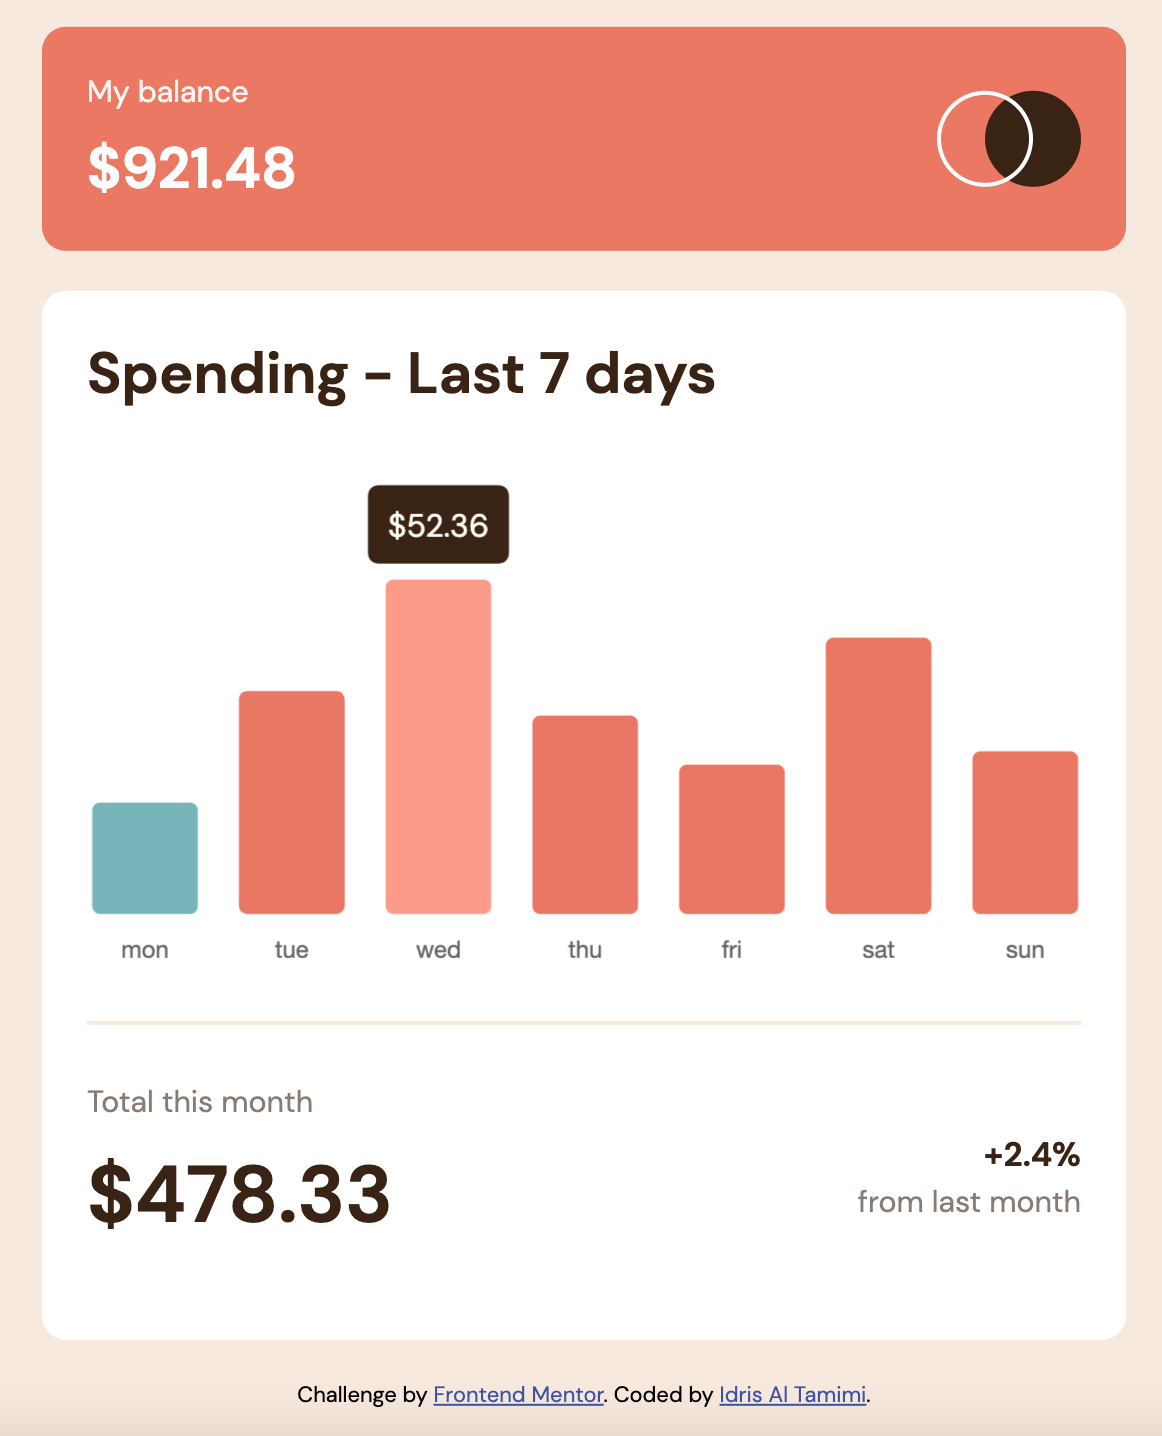 My balance
$921.48
Spending - Last 7 days
$52.36
mon tue wed thu fri sat sun
Total this month
$478.33
+2.4%
from last month
Challenge by Frontend Mentor. Coded by Idris Al Tamimi.